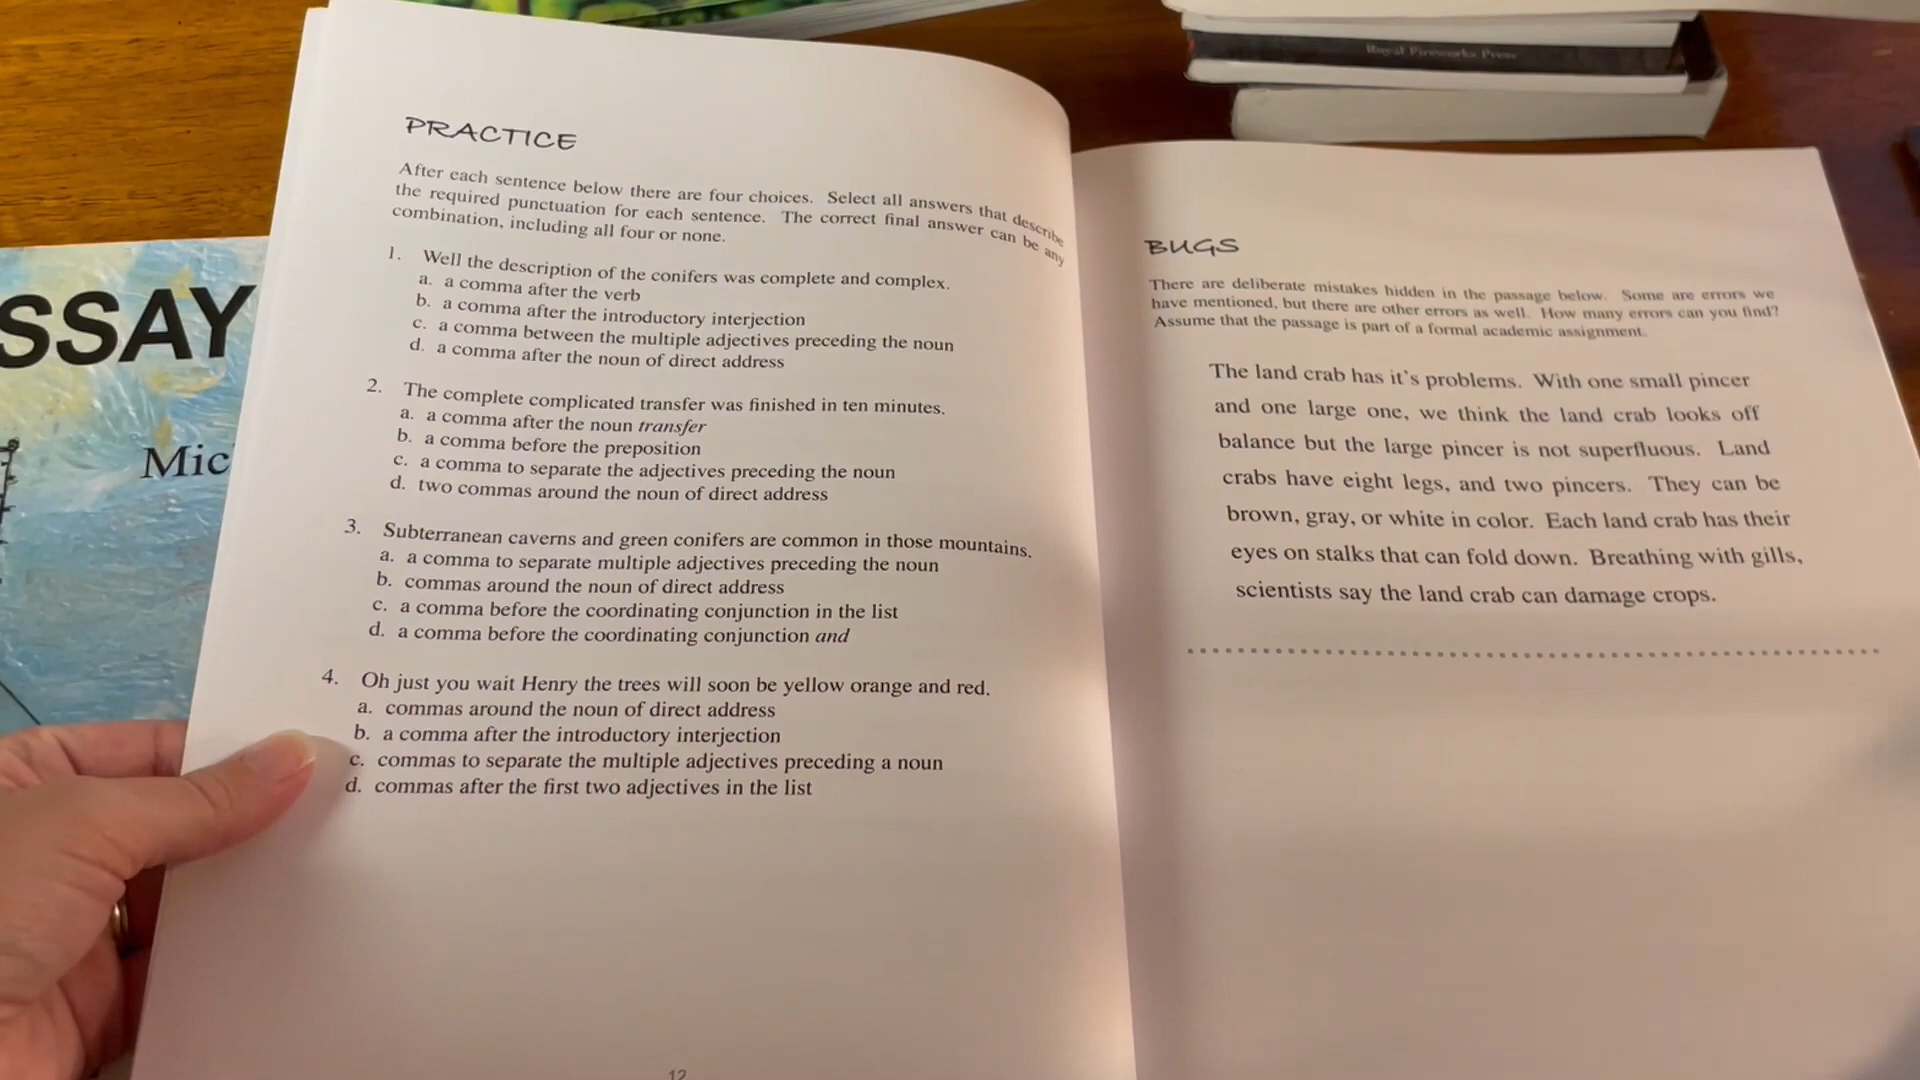 Royal Fireworks Press
SSAY
Mic
PRACTICE
After each sentence below there are four choices. Select all answers that describe
the required punctuation for each sentence. The correct final answer can be any
combination, including all four or none.
1. Well the description of the conifers was complete and complex.
a. a comma after the verb
b. a comma after the introductory interjection
c. a comma between the multiple adjectives preceding the noun
d. a comma after the noun of direct address
2. The complete complicated transfer was finished in ten minutes.
a. a comma after the noun transfer
b. a comma before the preposition
c. a comma to separate the adjectives preceding the noun
d. two commas around the noun of direct address
3. Subterranean caverns and green conifers are common in those mountains.
a. a comma to separate multiple adjectives preceding the noun
b. commas around the noun of direct address
c. a comma before the coordinating conjunction in the list
d. a comma before the coordinating conjunction and
4. Oh just you wait Henry the trees will soon be yellow orange and red.
a. commas around the noun of direct address
b. a comma after the introductory interjection
c. commas to separate the multiple adjectives preceding a noun
d. commas after the first two adjectives in the list
12
BUGS
There are deliberate mistakes hidden in the passage below. Some are errors we
have mentioned, but there are other errors as well. How many errors can you find?
Assume that the passage is part of a formal academic assignment.
The land crab has it's problems. With one small pincer
and one large one, we think the land crab looks off
balance but the large pincer is not superfluous. Land
crabs have eight legs, and two pincers. They can be
brown, gray, or white in color. Each land crab has their
eyes on stalks that can fold down. Breathing with gills,
scientists say the land crab can damage crops.